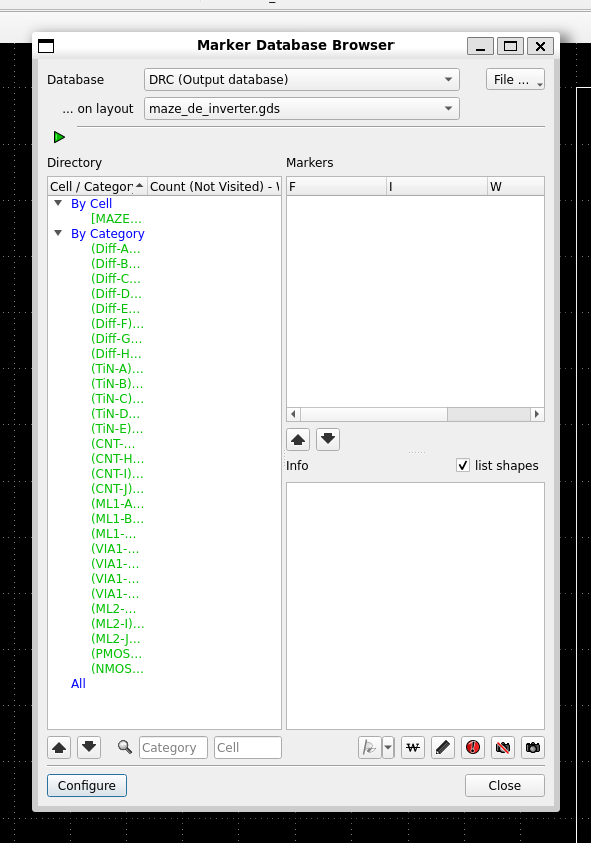 Marker Database Browser
Database
DRC (Output database)
File ...
... on layout
maze_de_inverter.gds
Directory
Markers
Cell / Category
Count (Not Visited) -
F
I
W
By Cell
[MAZE...
By Category
(Diff-A...
(Diff-B...
(Diff-C...
(Diff-D...
(Diff-E...
(Diff-F)...
(Diff-G...
(Diff-H...
(TiN-A)...
(TiN-B)...
(TiN-C)...
(TiN-D...
(TiN-E)...
(CNT-...
(CNT-H...
(CNT-I)...
(CNT-J)...
(ML1-A...
(ML1-B...
(ML1-...
(VIA1-...
(VIA1-...
(VIA1-...
(VIA1-...
(ML2-...
(ML2-I)...
(ML2-J...
(PMOS...
(NMOS...
All
Info
list shapes
Category
Cell
W
Configure
Close